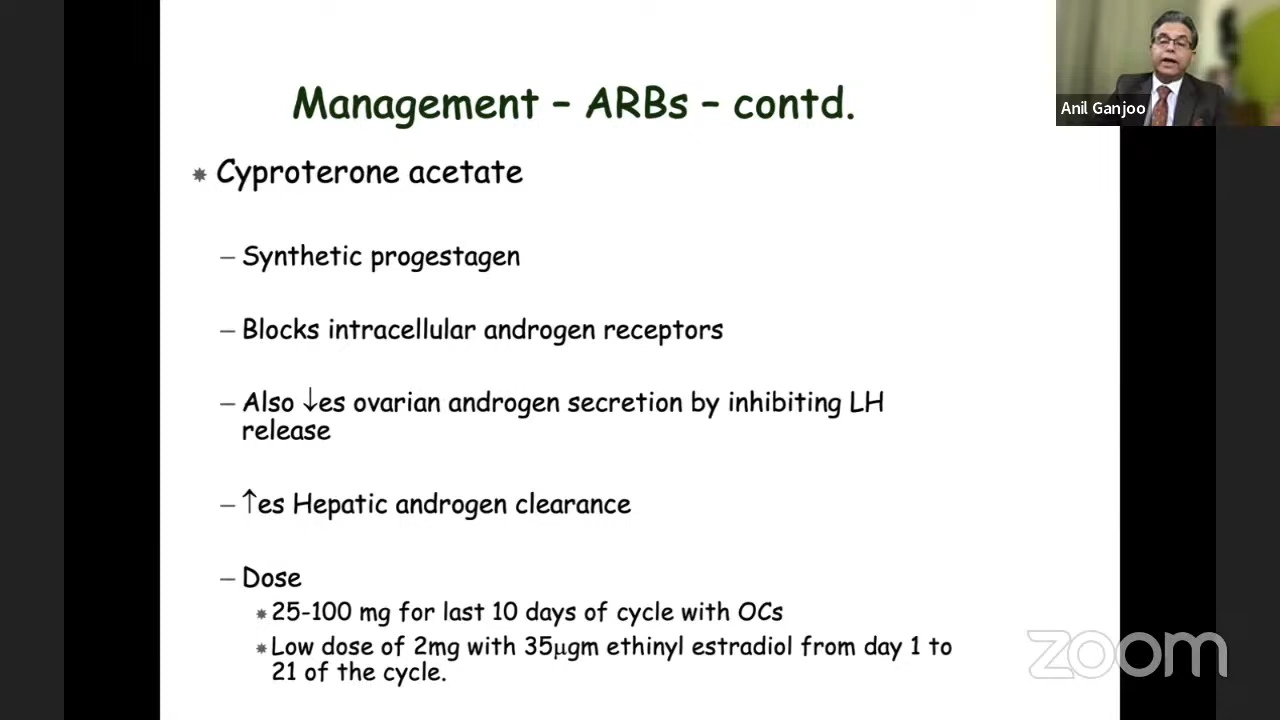 Management – ARBs – contd.
Anil Ganjoo
Cyproterone acetate
– Synthetic progestagen
– Blocks intracellular androgen receptors
– Also ↓es ovarian androgen secretion by inhibiting LH
release
– ↑es Hepatic androgen clearance
– Dose
25-100 mg for last 10 days of cycle with OCs
Low dose of 2mg with 35μgm ethinyl estradiol from day 1 to
21 of the cycle.
zoom